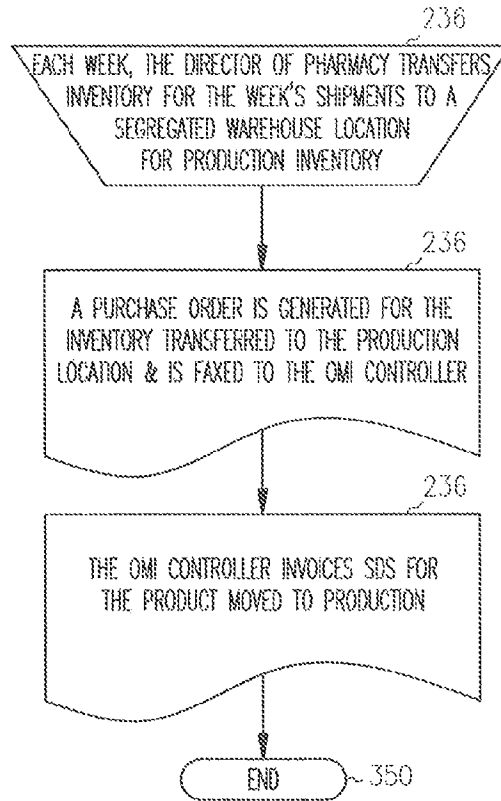 236
EACH WEEK, THE DIRECTOR OF PHARMACY TRANSFERS
INVENTORY FOR THE WEEK'S SHIPMENTS TO A
SEGREGATED WAREHOUSE LOCATION
FOR PRODUCTION INVENTORY
236
A PURCHASE ORDER IS GENERATED FOR THE
INVENTORY TRANSFERRED TO THE PRODUCTION
LOCATION & IS FAXED TO THE OMI CONTROLLER
236
THE OMI CONTROLLER INVOICES SDS FOR
THE PRODUCT MOVED TO PRODUCTION
END
350